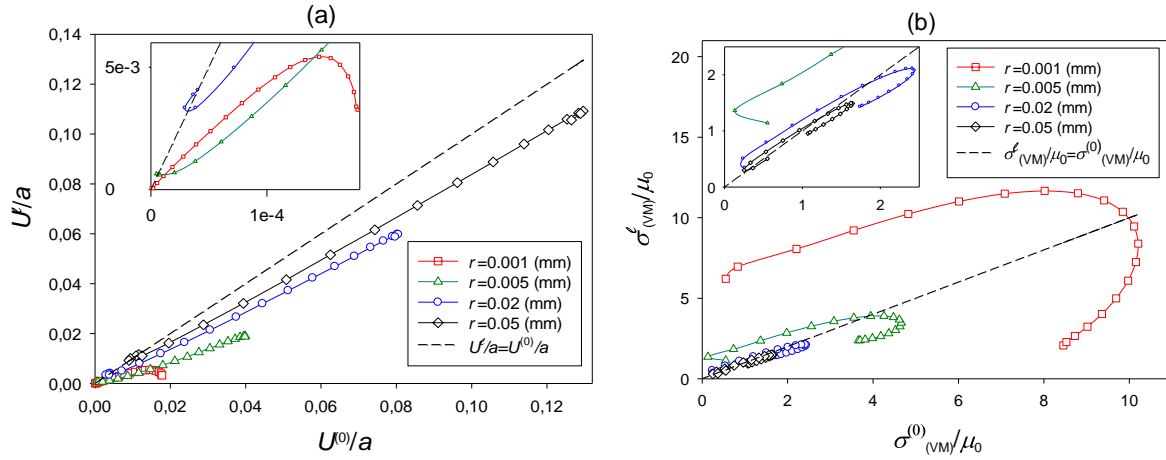 (a)
0,14
0,12
0,10
0,08
0,06
0,04
0,02
0,00
0,00 0,02 0,04 0,06 0,08 0,10 0,12
Uℓ/a
U(0)/a
5e-3
0
0 1e-4
r=0.001 (mm)
r=0.005 (mm)
r=0.02 (mm)
r=0.05 (mm)
Uℓ/a=U(0)/a
(b)
20
15
10
5
0
0 2 4 6 8 10
σℓ(VM)/μ0
σ(0)(VM)/μ0
2
1
0
0 1 2
r=0.001 (mm)
r=0.005 (mm)
r=0.02 (mm)
r=0.05 (mm)
σℓ(VM)/μ0=σ(0)(VM)/μ0